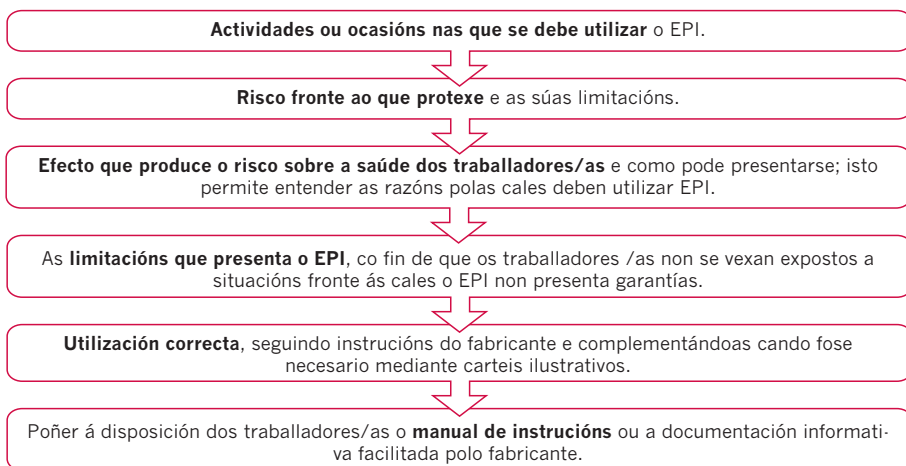 Actividades ou ocasións nas que se debe utilizar o EPI.
Risco fronte ao que protexe e as súas limitacións.
Efecto que produce o risco sobre a saúde dos traballadores/as e como pode presentarse; isto
permite entender as razóns polas cales deben utilizar EPI.
As limitacións que presenta o EPI, co fin de que os traballadores /as non se vexan expostos a
situacións fronte ás cales o EPI non presenta garantías.
Utilización correcta, seguindo instrucións do fabricante e complementándoas cando fose
necesario mediante carteis ilustrativos.
Poñer á disposición dos traballadores/as o manual de instrucións ou a documentación informati-
va facilitada polo fabricante.